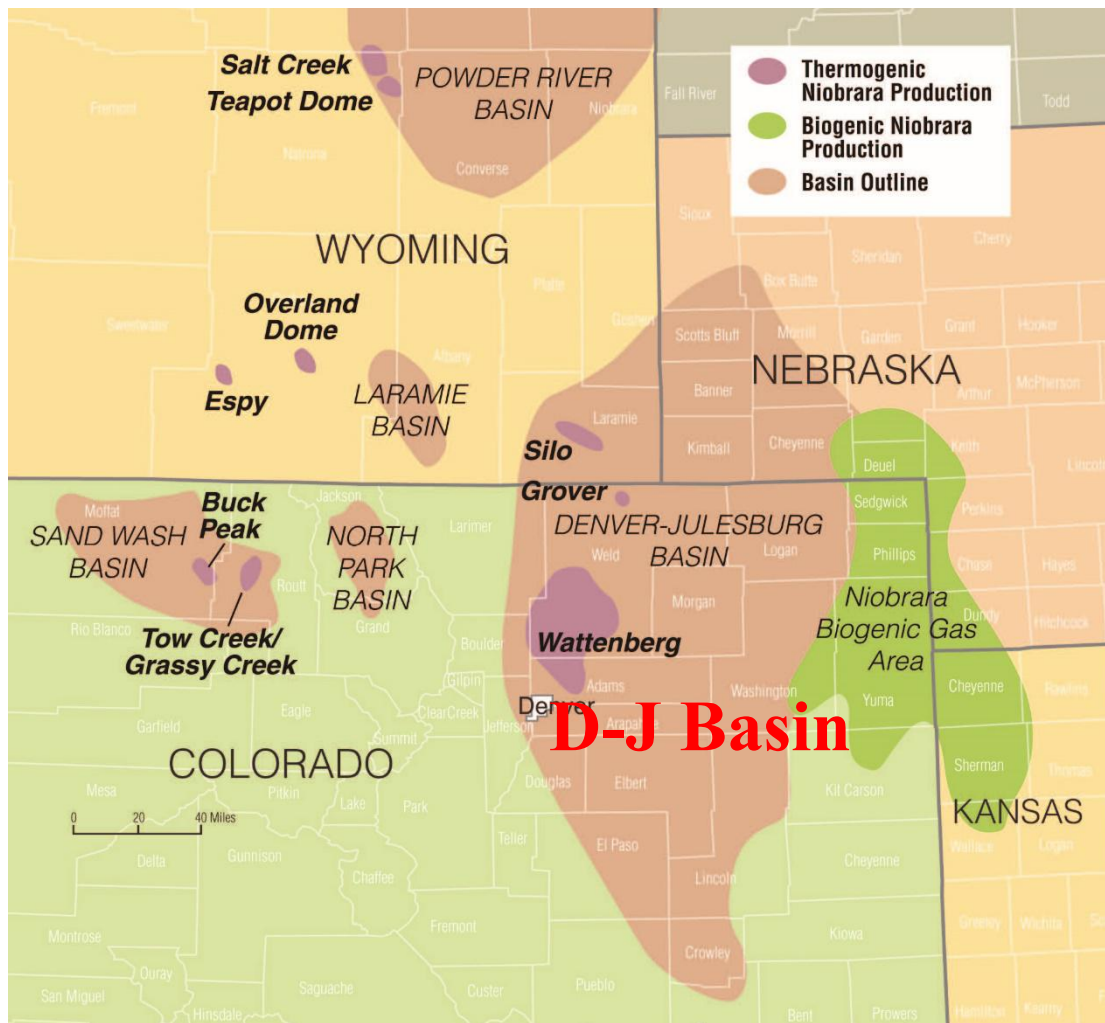 Salt Creek
Teapot Dome
POWDER RIVER
BASIN
Thermogenic
Niobrara Production
Biogenic Niobrara
Production
Basin Outline
Fremont
Natrona
Converse
Niobrara
Fall River
Todd
WYOMING
Sioux
Sheridan
Cherry
Box Butte
Overland
Dome
Sweetwater
Espy
Albany
LARAMIE
BASIN
Platte
Goshen
Laramie
Scotts Bluff
Morrill
Garden
Grant
Hooker
NEBRASKA
Banner
Arthur
McPherson
Kimball
Cheyenne
Deuel
Keith
Lincoln
Perkins
Silo
Grover
DENVER-JULESBURG
BASIN
Sedgwick
Phillips
Chase
Hayes
Dundy
Hitchcock
Moffat
SAND WASH
BASIN
Buck
Peak
Routt
Jackson
NORTH
PARK
BASIN
Larimer
Weld
Logan
Morgan
Niobrara
Biogenic Gas
Area
Rio Blanco
Tow Creek/
Grassy Creek
Grand
Boulder
Wattenberg
Gilpin
Adams
Washington
Yuma
Cheyenne
Rawlins
Denver
D-J Basin
Garfield
Eagle
Summit
ClearCreek
Jefferson
Arapahoe
COLORADO
Douglas
Elbert
Kit Carson
Sherman
Thomas
Mesa
Pitkin
Lake
Park
0 20 40 Miles
Delta
Gunnison
Chaffee
Teller
El Paso
Lincoln
Cheyenne
KANSAS
Wallace
Logan
Montrose
Fremont
Crowley
Kiowa
Greeley
Wichita
Ouray
San Miguel
Hinsdale
Saguache
Custer
Pueblo
Bent
Prowers
Hamilton
Kearny